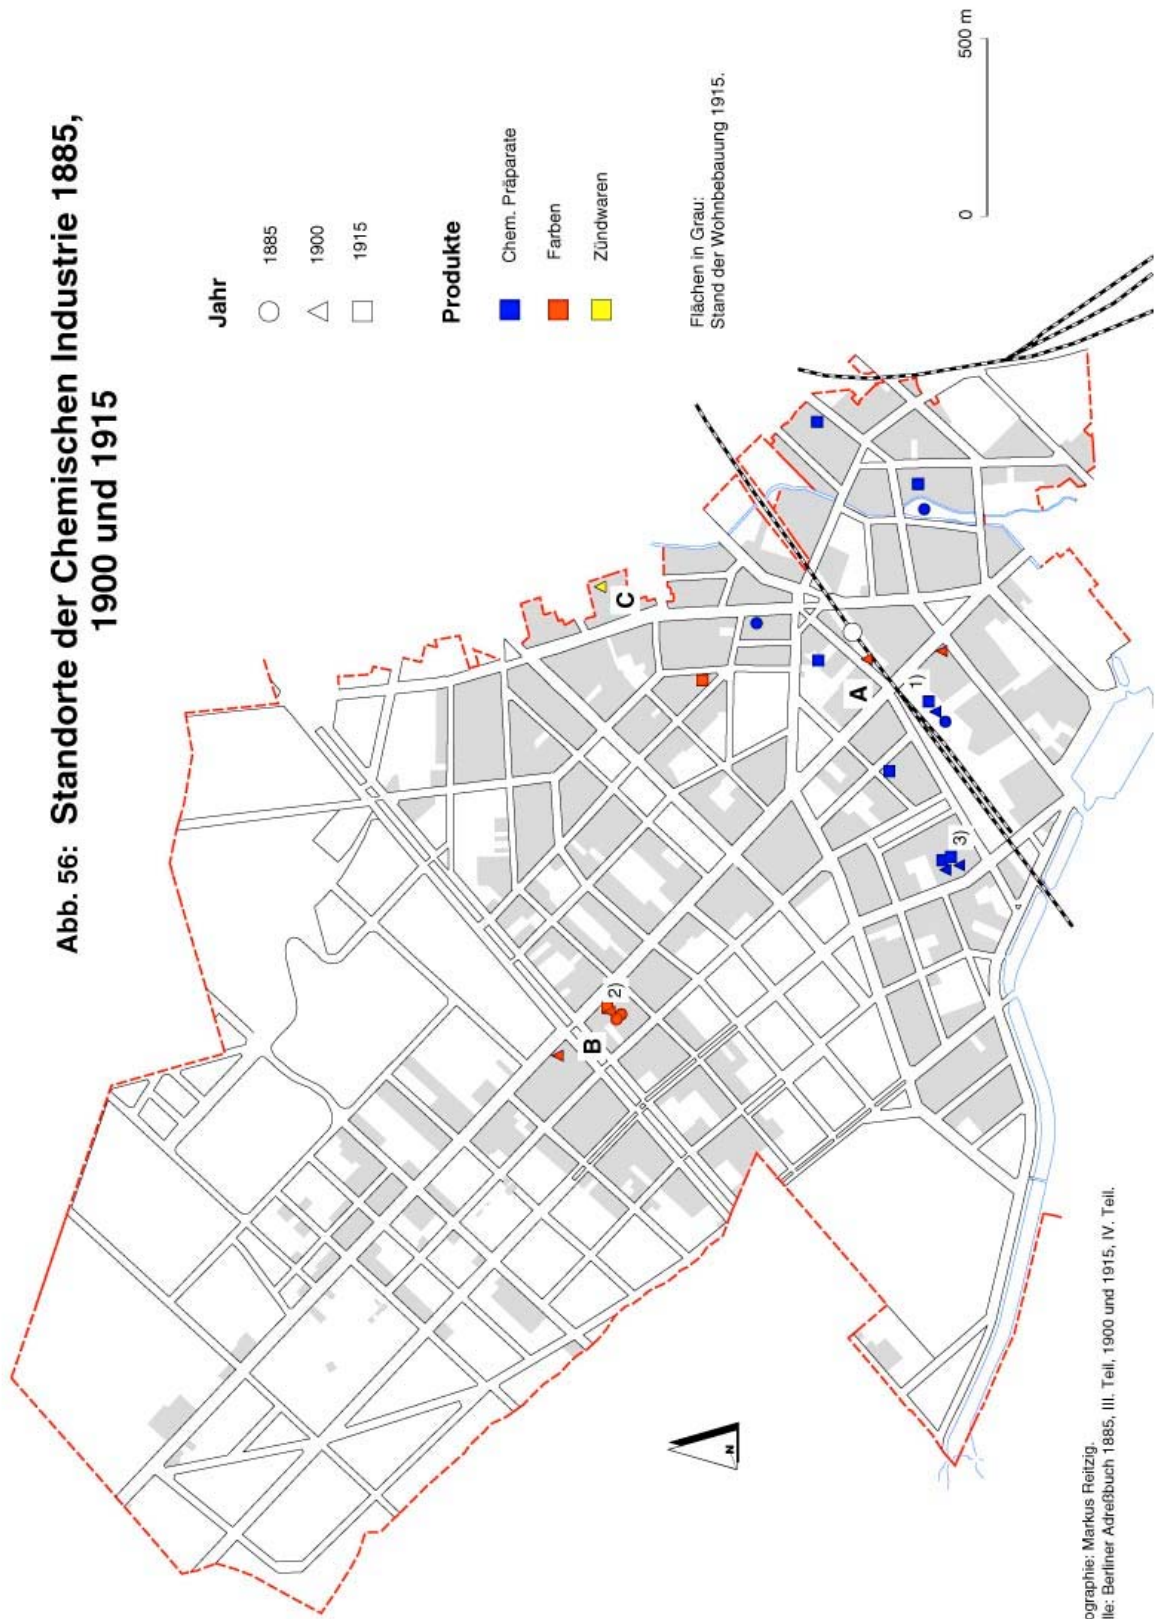 Abb. 56: Standorte der Chemischen Industrie 1885,
1900 und 1915
Jahr
1885
1900
1915
Produkte
Chem. Präparate
Farben
Zündwaren
Flächen in Grau:
Stand der Wohnbebauung 1915.
0
500 m
A
B
C
1)
2)
3)
N
ographie: Markus Reitzig.
lle: Berliner Adreßbuch 1885, III. Teil, 1900 und 1915, IV. Teil.